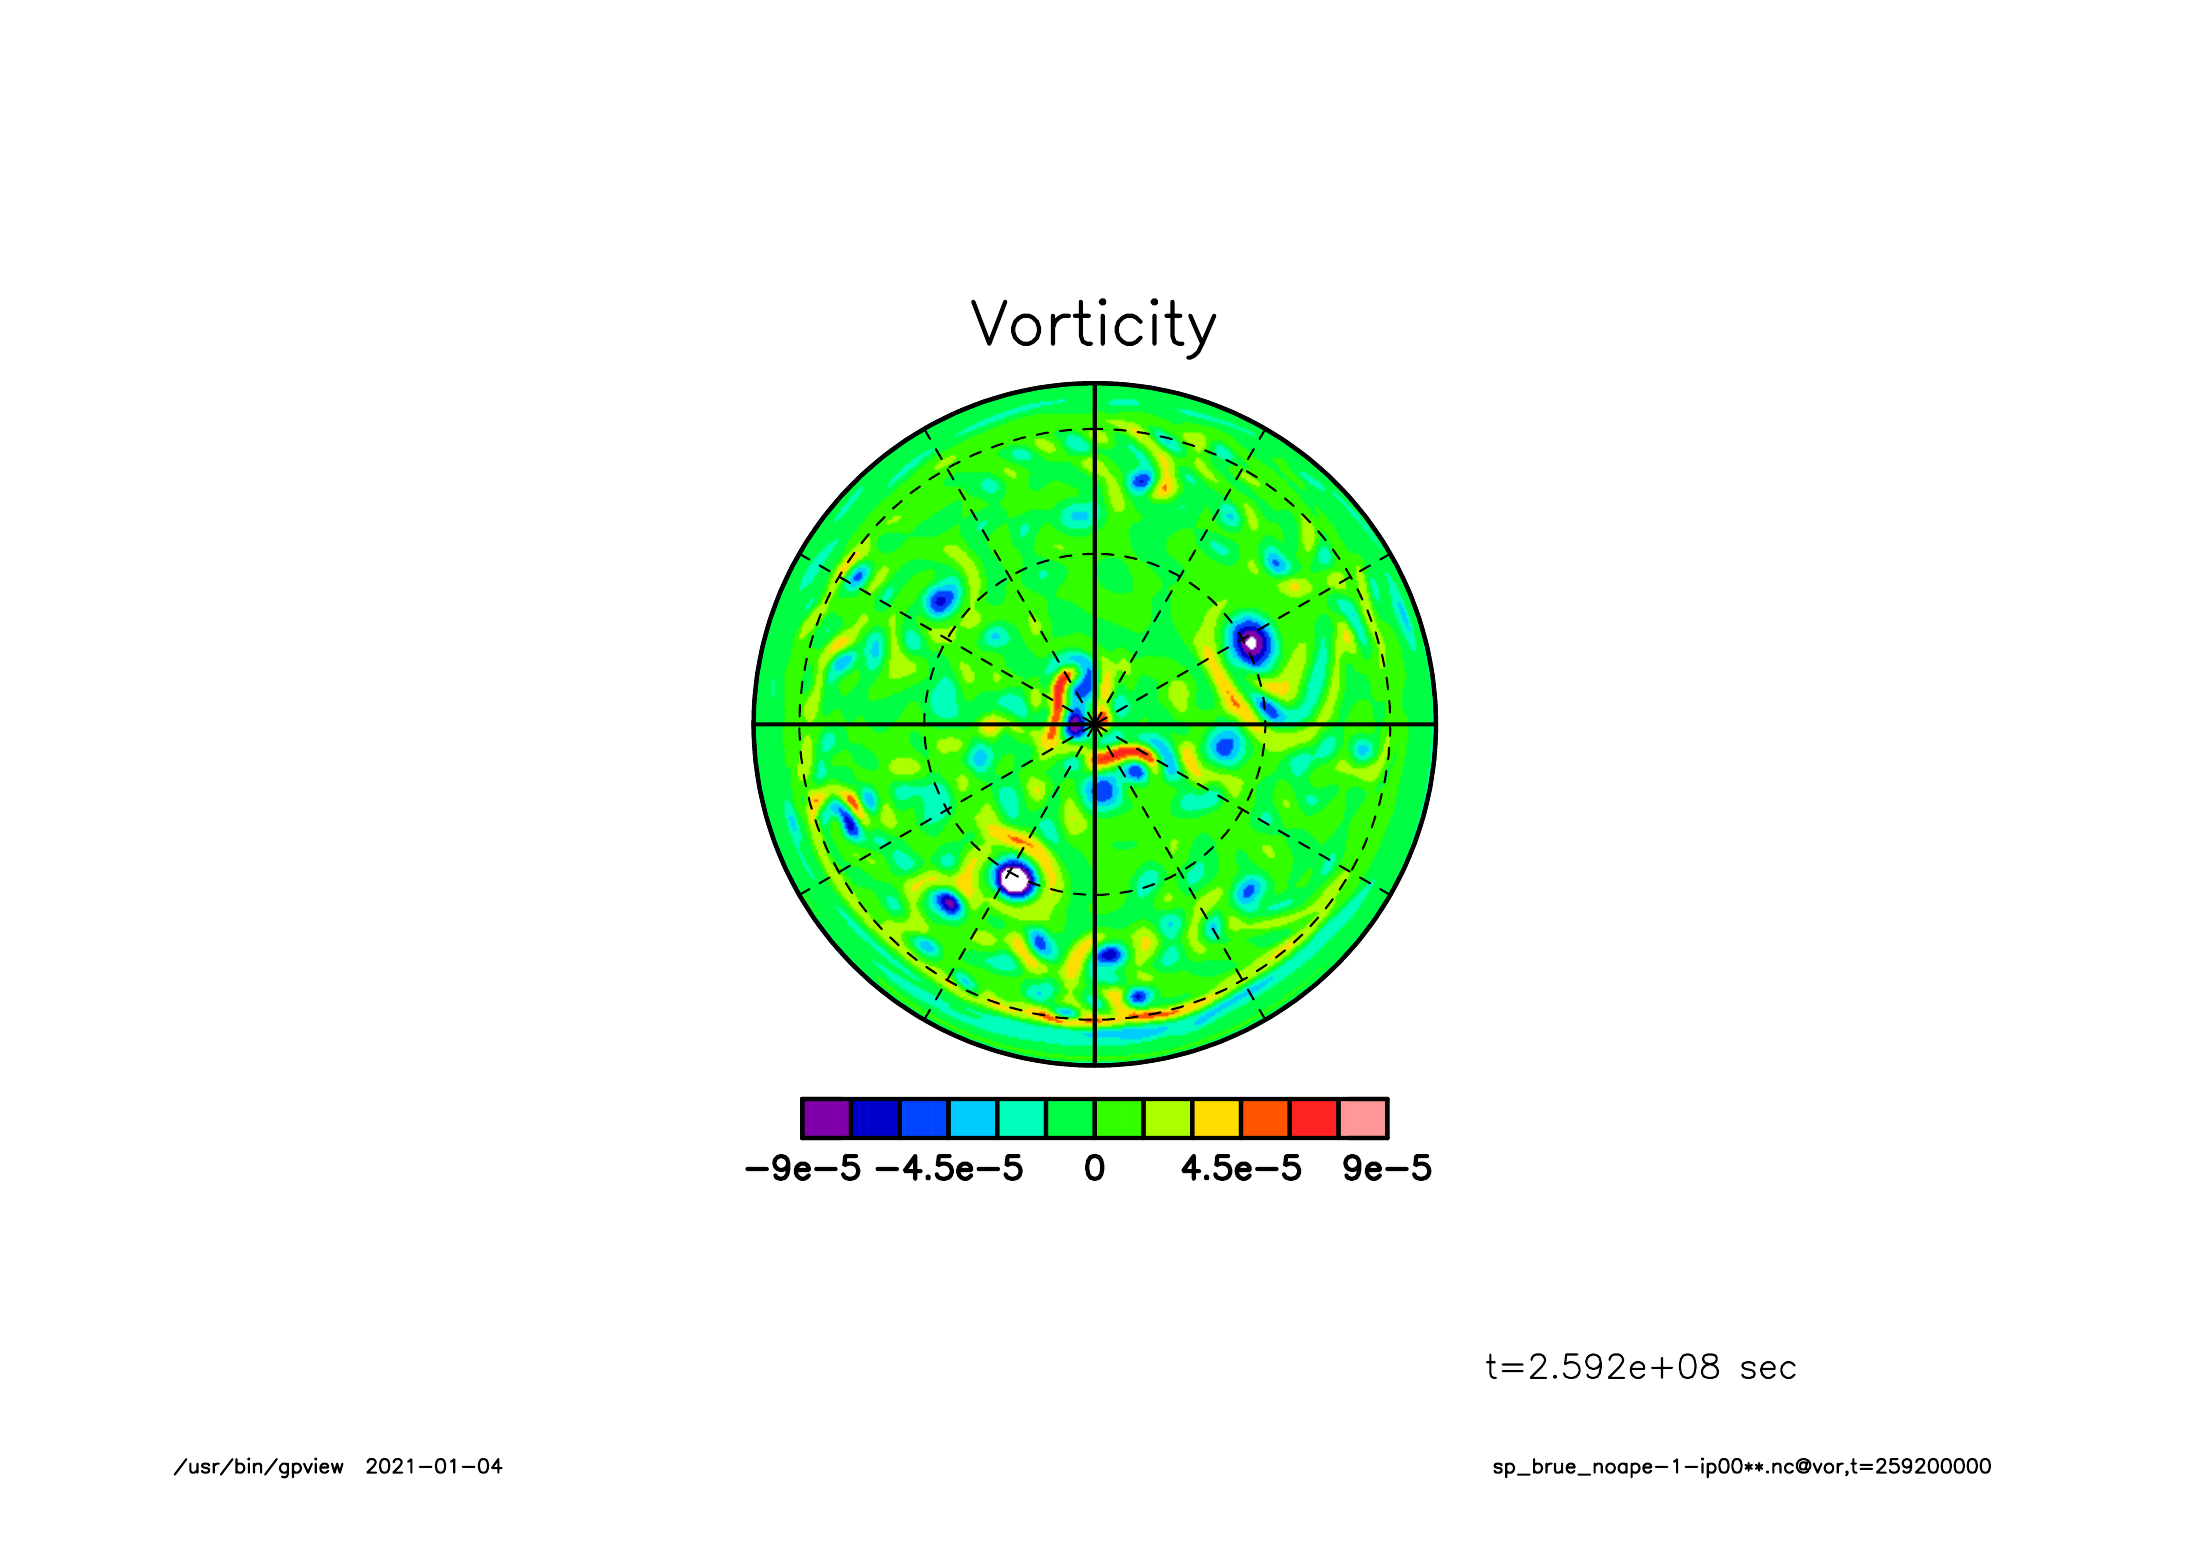 Vorticity
-9e-5 -4.5e-5 0 4.5e-5 9e-5
t=2.592e+08 sec
/usr/bin/gpview 2021-01-04
sp_brue_noape-1-ip00**.nc@vor,t=259200000